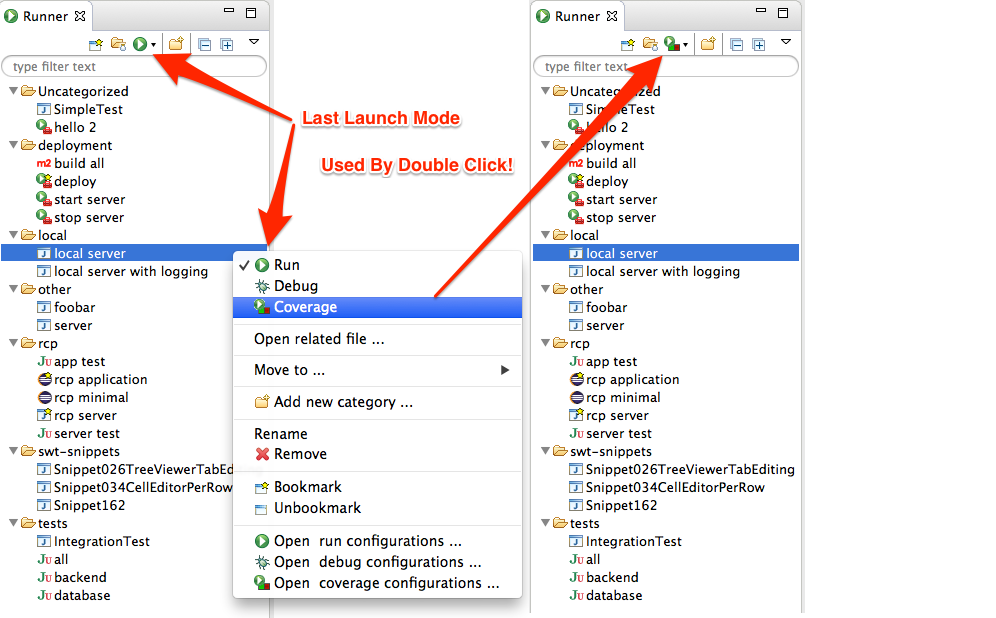 Runner
type filter text
Uncategorized
SimpleTest
hello 2
deployment
m2 build all
deploy
start server
stop server
local
local server
local server with logging
other
foobar
server
rcp
Ju app test
rcp application
rcp minimal
rcp server
Ju server test
swt-snippets
Snippet026TreeViewerTabEd
Snippet034CellEditorPerRow
Snippet162
tests
IntegrationTest
Ju all
Ju backend
Ju database
Last Launch Mode
Used By Double Click!
Run
Debug
Coverage
Open related file ...
Move to ...
Add new category ...
Rename
Remove
Bookmark
Unbookmark
Open run configurations ...
Open debug configurations ...
Open coverage configurations ...
Runner
type filter text
Uncategorized
SimpleTest
hello 2
deployment
m2 build all
deploy
start server
stop server
local
local server
local server with logging
other
foobar
server
rcp
Ju app test
rcp application
rcp minimal
rcp server
Ju server test
swt-snippets
Snippet026TreeViewerTabEditing
Snippet034CellEditorPerRow
Snippet162
tests
IntegrationTest
Ju all
Ju backend
Ju database